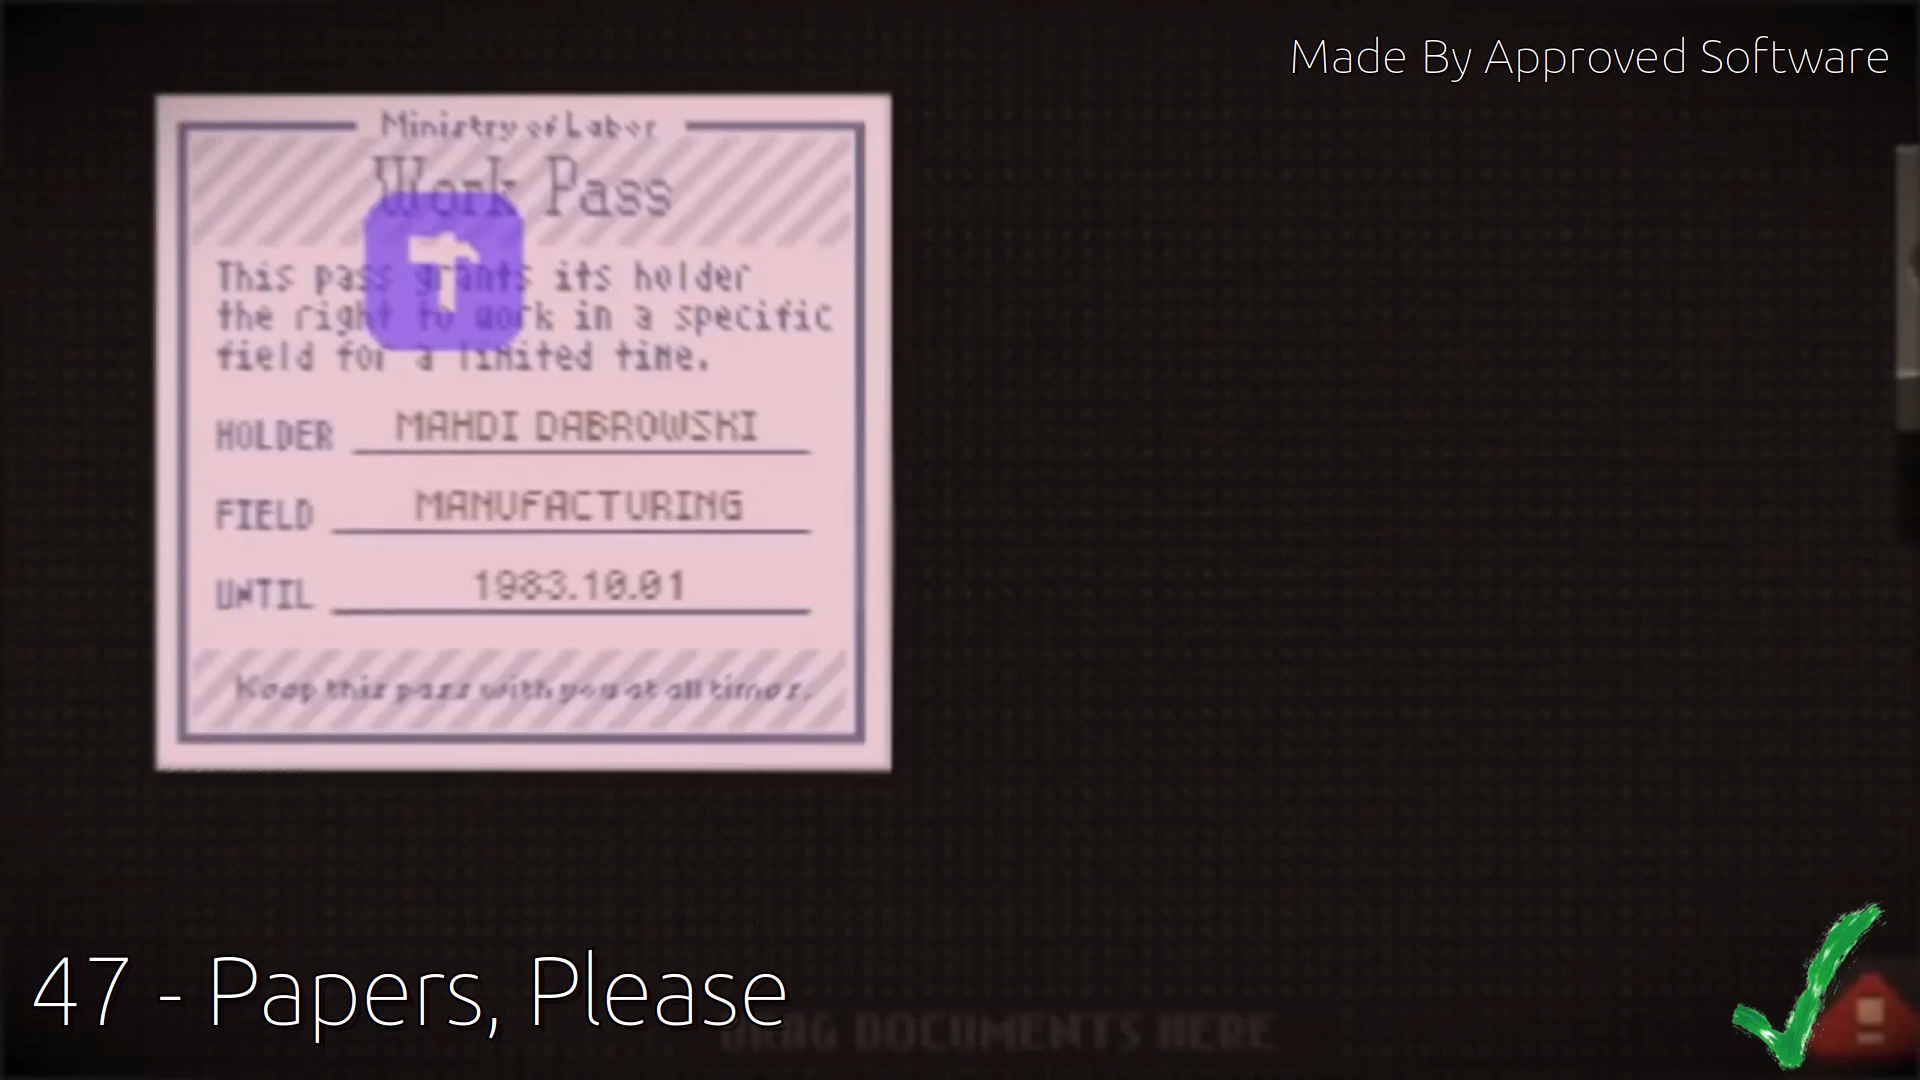 Made By Approved Software
Ministry of Labor
Work Pass
This pass grants its holder
the right to work in a specific
field for a limited time.
HOLDER MAHDI DABROWSKI
FIELD MANUFACTURING
UNTIL 1983.10.01
Keep this pass with you at all times.
47 - Papers, Please
DRAG DOCUMENTS HERE